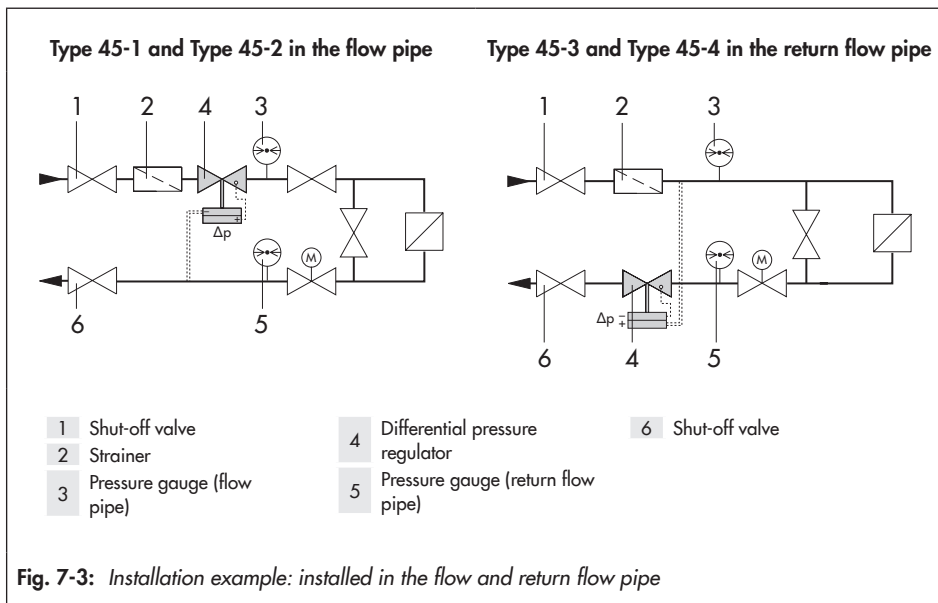 Type 45-1 and Type 45-2 in the flow pipe
1 2 4 3
+
Δp
M
6 5
Type 45-3 and Type 45-4 in the return flow pipe
1 2 3
M
Δp − +
6 4 5
1 Shut-off valve
2 Strainer
3 Pressure gauge (flow
pipe)
4 Differential pressure
regulator
5 Pressure gauge (return flow
pipe)
6 Shut-off valve
Fig. 7-3: Installation example: installed in the flow and return flow pipe